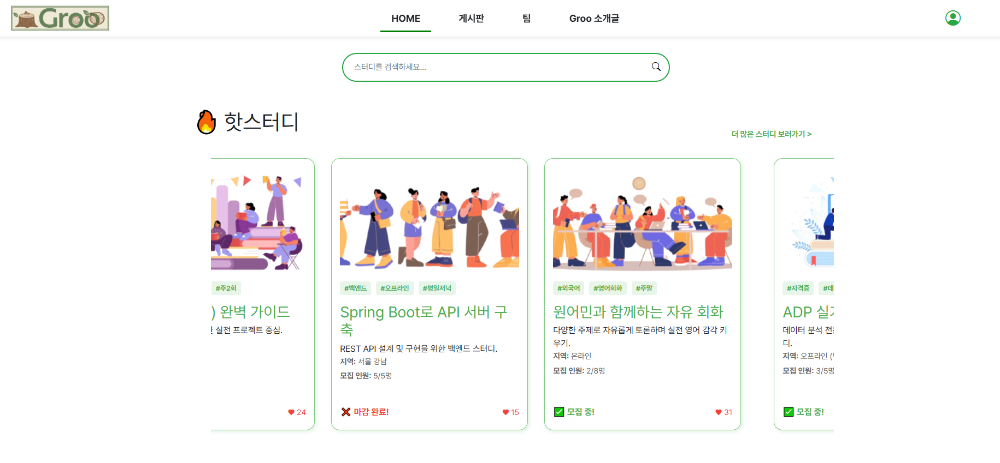 Groo
HOME 게시판 팀 Groo 소개글
스터디를 검색하세요...
핫스터디
더 많은 스터디 보러가기 >
#주2회
) 완벽 가이드
실전 프로젝트 중심.
24
#백엔드 #오프라인 #평일저녁
Spring Boot로 API 서버 구
축
REST API 설계 및 구현을 위한 백엔드 스터디.
지역: 서울 강남
모집 인원: 5/5명
마감 완료!
15
#외국어 #영어회화 #주말
원어민과 함께하는 자유 회화
다양한 주제로 자유롭게 토론하며 실전 영어 감각 키
우기.
지역: 온라인
모집 인원: 2/8명
모집 중!
31
#자격증 #데
ADP 실
데이터 분석 전
디.
지역: 오프라인 (
모집 인원: 3/5명
모집 중!